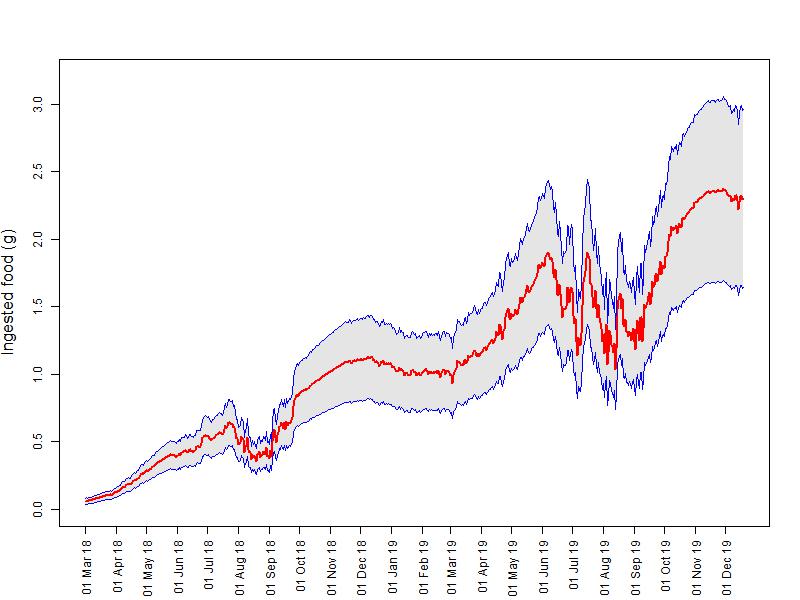 Ingested food (g)
3.0
2.5
2.0
1.5
1.0
0.5
0.0
01 Mar 18
01 Apr 18
01 May 18
01 Jun 18
01 Jul 18
01 Aug 18
01 Sep 18
01 Oct 18
01 Nov 18
01 Dec 18
01 Jan 19
01 Feb 19
01 Mar 19
01 Apr 19
01 May 19
01 Jun 19
01 Jul 19
01 Aug 19
01 Sep 19
01 Oct 19
01 Nov 19
01 Dec 19